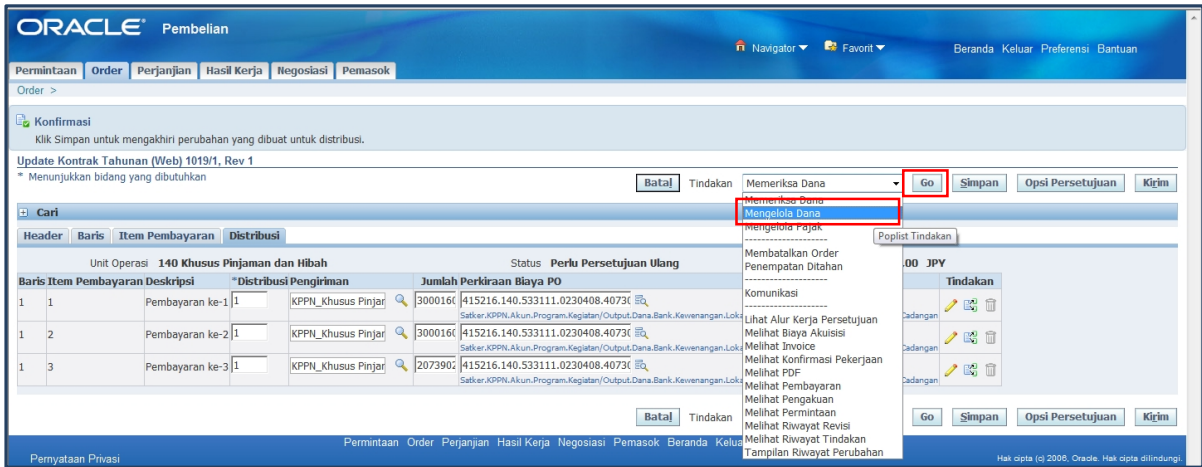 ORACLE® Pembelian
Navigator Favorit Beranda Keluar Preferensi Bantuan
Permintaan Order Perjanjian Hasil Kerja Negosiasi Pemasok
Order >
Konfirmasi
Klik Simpan untuk mengakhiri perubahan yang dibuat untuk distribusi.
Update Kontrak Tahunan (Web) 1019/1, Rev 1
* Menunjukkan bidang yang dibutuhkan
Batal Tindakan Memeriksa Dana Go Simpan Opsi Persetujuan Kirim
Memeriksa Dana
Mengelola Dana
Mengelola Pajak
--------------------
Membatalkan Order
Penempatan Ditahan
--------------------
Komunikasi
--------------------
Lihat Alur Kerja Persetujuan
Melihat Biaya Akuisisi
Melihat Invoice
Melihat Konfirmasi Pekerjaan
Melihat PDF
Melihat Pembayaran
Melihat Pengakuan
Melihat Permintaan
Melihat Riwayat Revisi
Melihat Riwayat Tindakan
Tampilan Riwayat Perubahan
Poplist Tindakan
Cari
Header Baris Item Pembayaran Distribusi
Unit Operasi 140 Khusus Pinjaman dan Hibah Status Perlu Persetujuan Ulang .00 JPY
Baris Item Pembayaran Deskripsi *Distribusi Pengiriman Jumlah Perkiraan Biaya PO Tindakan
1 1 Pembayaran ke-1 1 KPPN_Khusus Pinjar 3000160 415216.140.533111.0230408.40730
Satker.KPPN.Akun.Program.Kegiatan/Output.Dana.Bank.Kewenangan.Loka Cadangan
1 2 Pembayaran ke-2 1 KPPN_Khusus Pinjar 3000160 415216.140.533111.0230408.40730
Satker.KPPN.Akun.Program.Kegiatan/Output.Dana.Bank.Kewenangan.Loka Cadangan
1 3 Pembayaran ke-3 1 KPPN_Khusus Pinjar 2073902 415216.140.533111.0230408.40730
Satker.KPPN.Akun.Program.Kegiatan/Output.Dana.Bank.Kewenangan.Loka Cadangan
Batal Tindakan Go Simpan Opsi Persetujuan Kirim
Permintaan Order Perjanjian Hasil Kerja Negosiasi Pemasok Beranda Kelua
Pernyataan Privasi Hak cipta (c) 2006, Oracle. Hak cipta dilindungi.